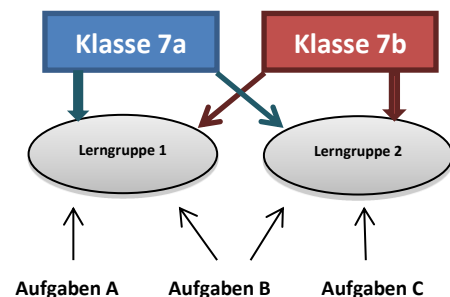 Klasse 7a Klasse 7b
Lerngruppe 1 Lerngruppe 2
Aufgaben A Aufgaben B Aufgaben C